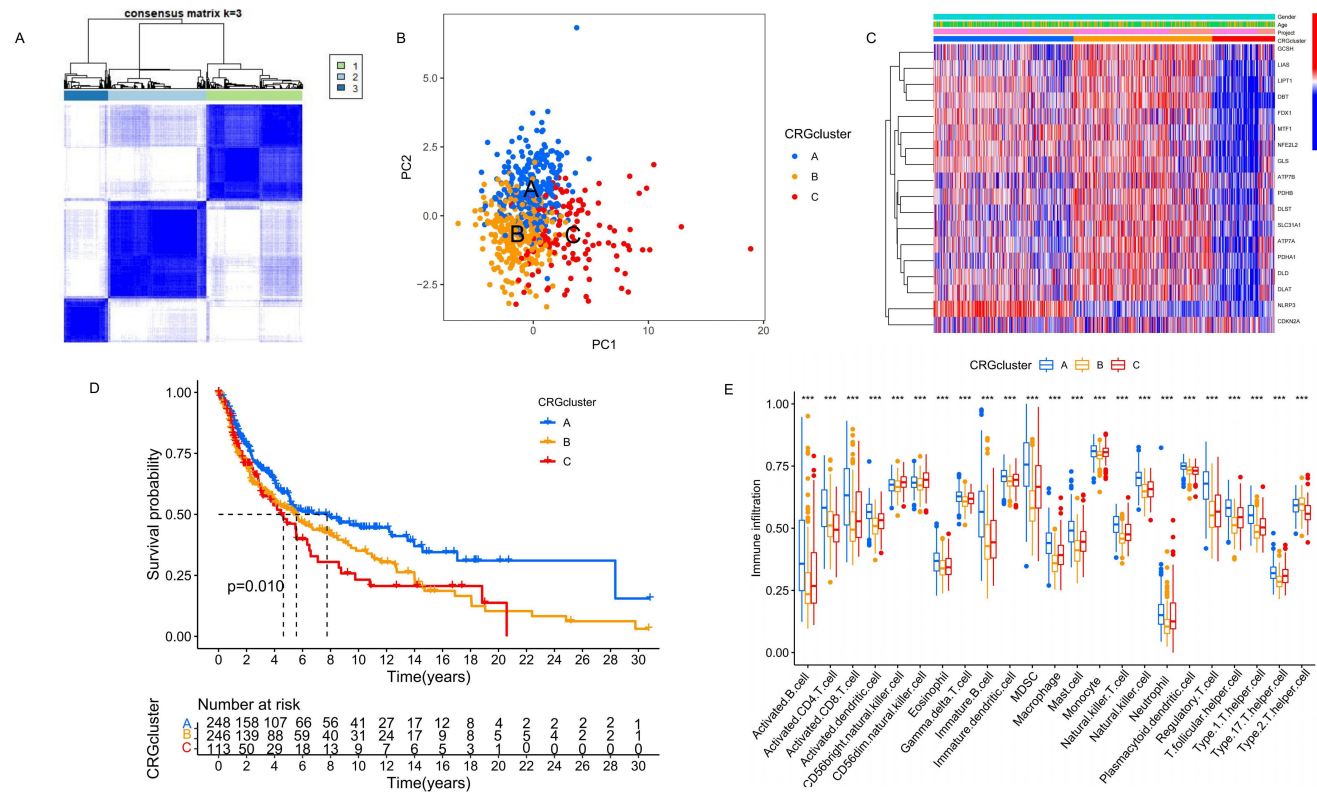 A
consensus matrix k=3
1
2
3
B
5.0
2.5
0.0
−2.5
PC2
0
10
20
PC1
A
B
C
CRGcluster
A
B
C
C
Gender
Age
Project
CRGcluster
GCSH
LIAS
LIPT1
DBT
FDX1
MTF1
NFE2L2
GLS
ATP7B
PDHB
DLST
SLC31A1
ATP7A
PDHA1
DLD
DLAT
NLRP3
CDKN2A
D
Survival probability
1.00
0.75
0.50
0.25
0.00
p=0.010
CRGcluster
A
B
C
0 2 4 6 8 10 12 14 16 18 20 22 24 26 28 30
Time(years)
Number at risk
CRGcluster
A 248 158 107 66 56 41 27 17 12 8 4 2 2 2 2 1
B 246 139 88 59 40 31 24 17 9 8 5 5 4 2 2 1
C 113 50 29 18 13 9 7 6 5 3 1 0 0 0 0 0
0 2 4 6 8 10 12 14 16 18 20 22 24 26 28 30
Time(years)
E
CRGcluster A B C
*** *** *** *** *** *** *** *** *** *** *** *** *** *** *** *** *** *** *** *** *** *** ***
Immune infiltration
1.00
0.75
0.50
0.25
0.00
Activated.B.cell
Activated.CD4.T.cell
Activated.CD8.T.cell
Activated.dendritic.cell
CD56bright.natural.killer.cell
CD56dim.natural.killer.cell
Eosinophil
Gamma.delta.T.cell
Immature.B.cell
Immature.dendritic.cell
MDSC
Macrophage
Mast.cell
Monocyte
Natural.killer.T.cell
Natural.killer.cell
Neutrophil
Plasmacytoid.dendritic.cell
Regulatory.T.cell
T.follicular.helper.cell
Type.1.T.helper.cell
Type.17.T.helper.cell
Type.2.T.helper.cell